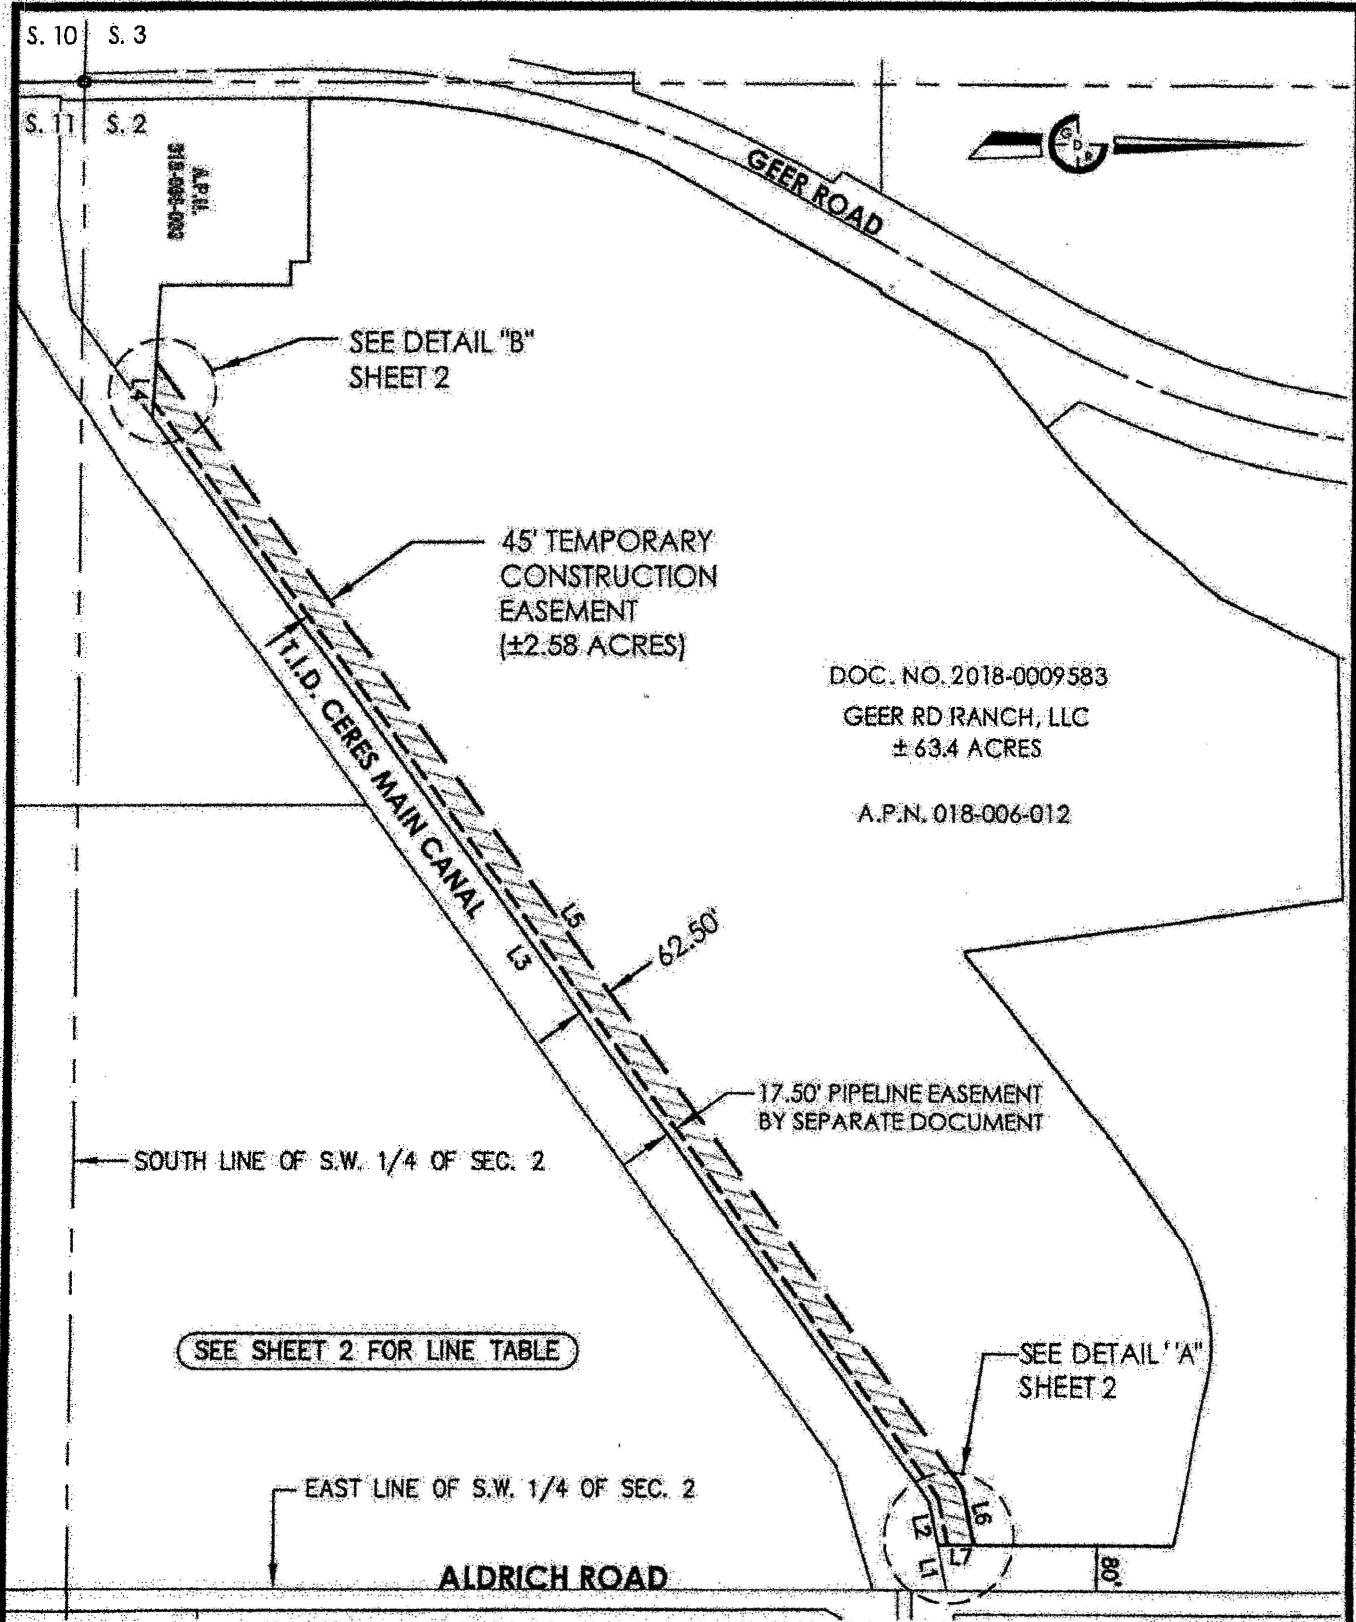 S. 10 S. 3
S. 11 S. 2
A.P.N.
GEER ROAD
G D R
SEE DETAIL "B"
SHEET 2
L4
45' TEMPORARY
CONSTRUCTION
EASEMENT
(±2.58 ACRES)
T.I.D. CERES MAIN CANAL
DOC. NO. 2018-0009583
GEER RD RANCH, LLC
± 63.4 ACRES
A.P.N. 018-006-012
L5
L3
62.50'
17.50' PIPELINE EASEMENT
BY SEPARATE DOCUMENT
SOUTH LINE OF S.W. 1/4 OF SEC. 2
SEE SHEET 2 FOR LINE TABLE
SEE DETAIL "A"
SHEET 2
EAST LINE OF S.W. 1/4 OF SEC. 2
L6
L2
L7
L1
80'
ALDRICH ROAD